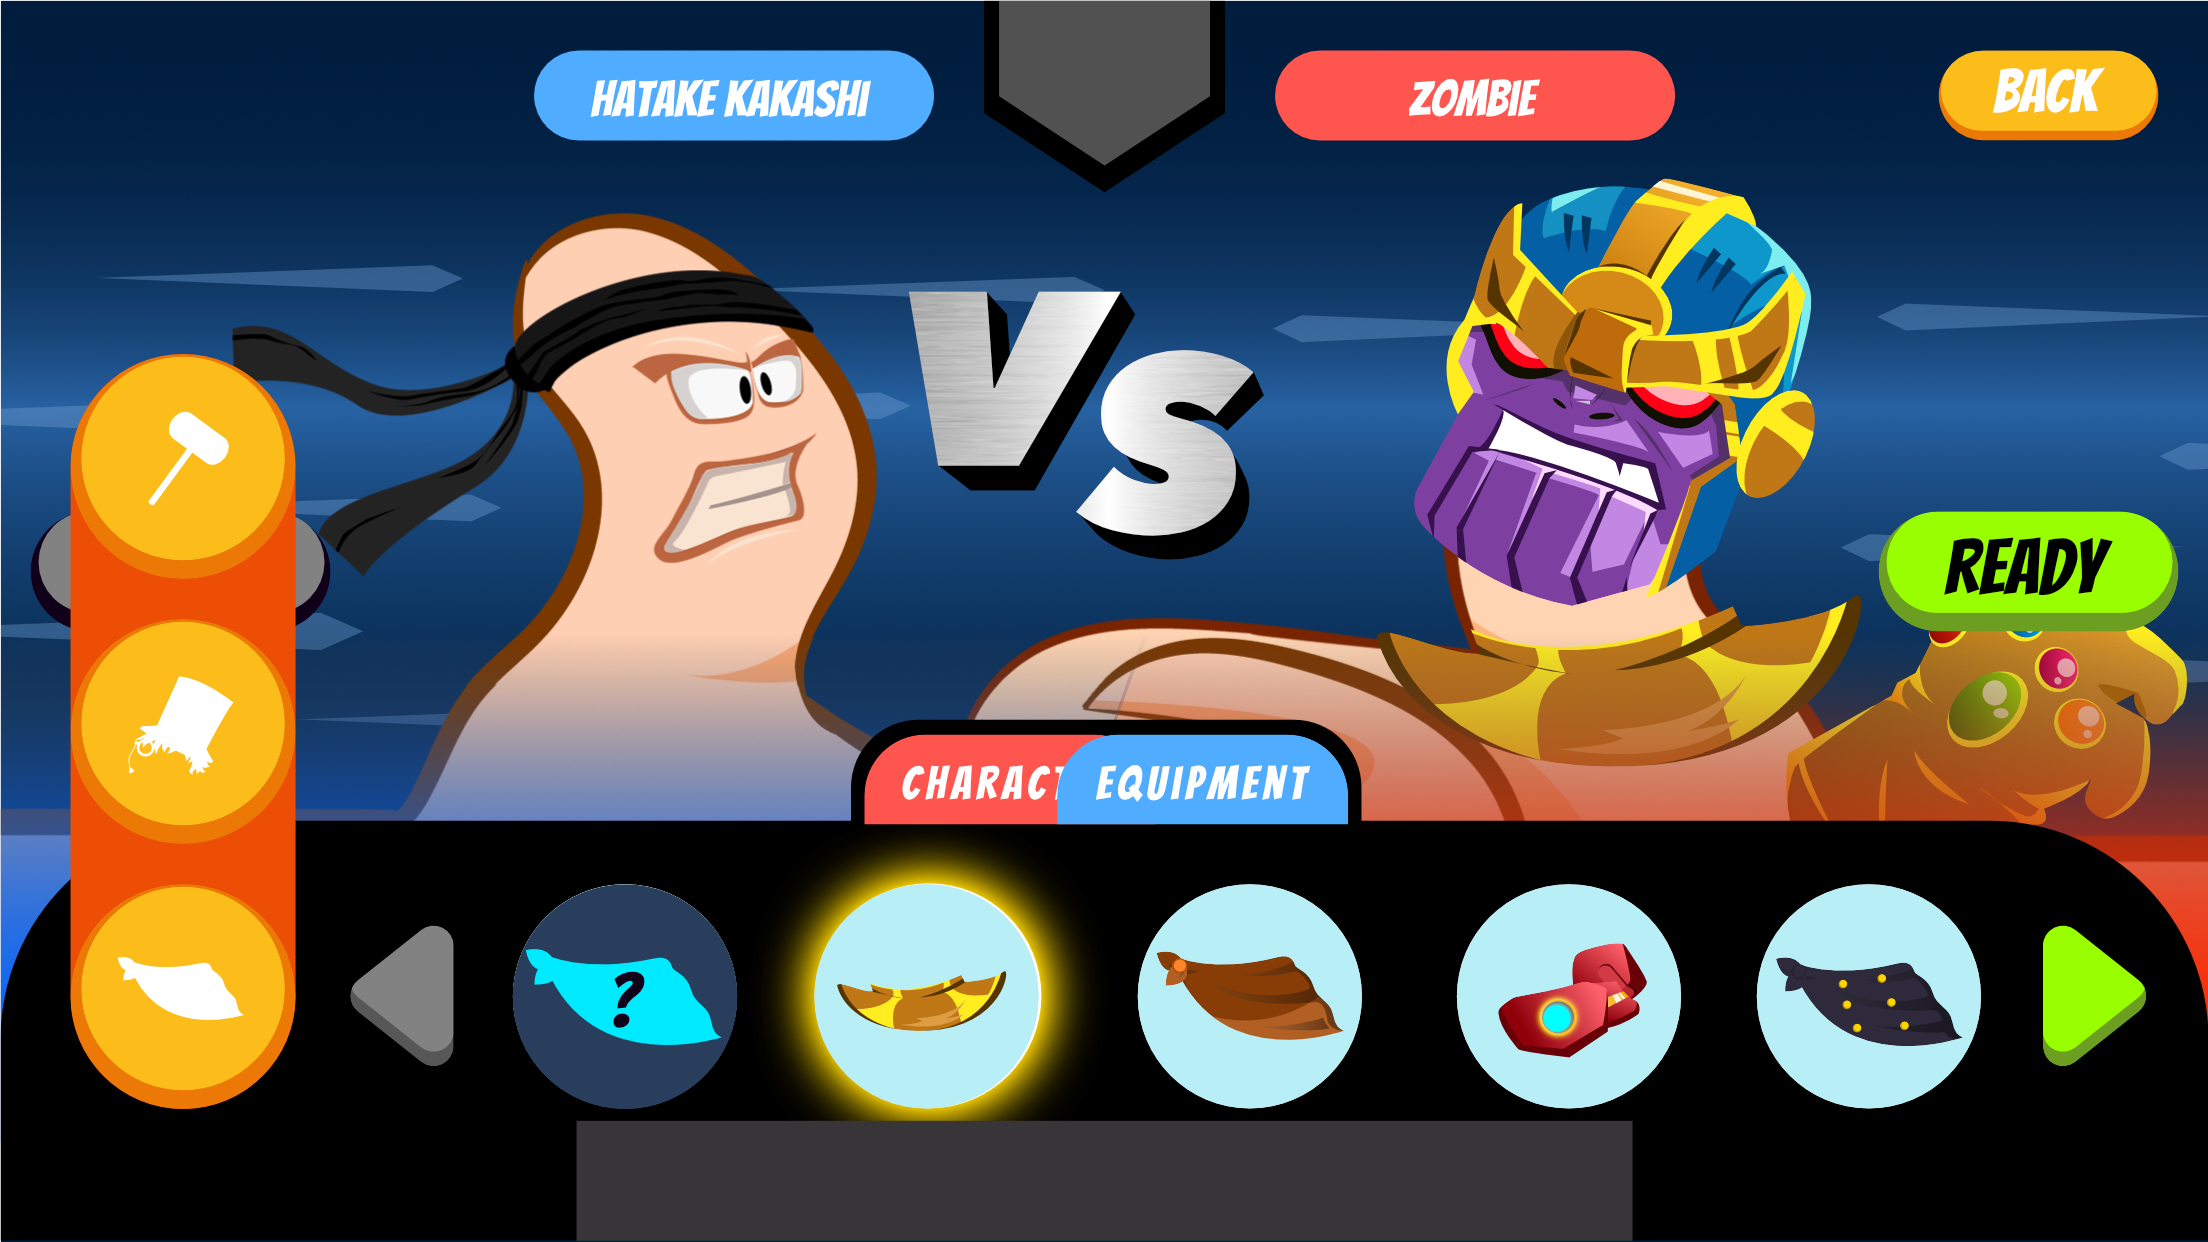 HATAKE KAKASHI
ZOMBIE
BACK
VS
READY
CHARACT
EQUIPMENT
?